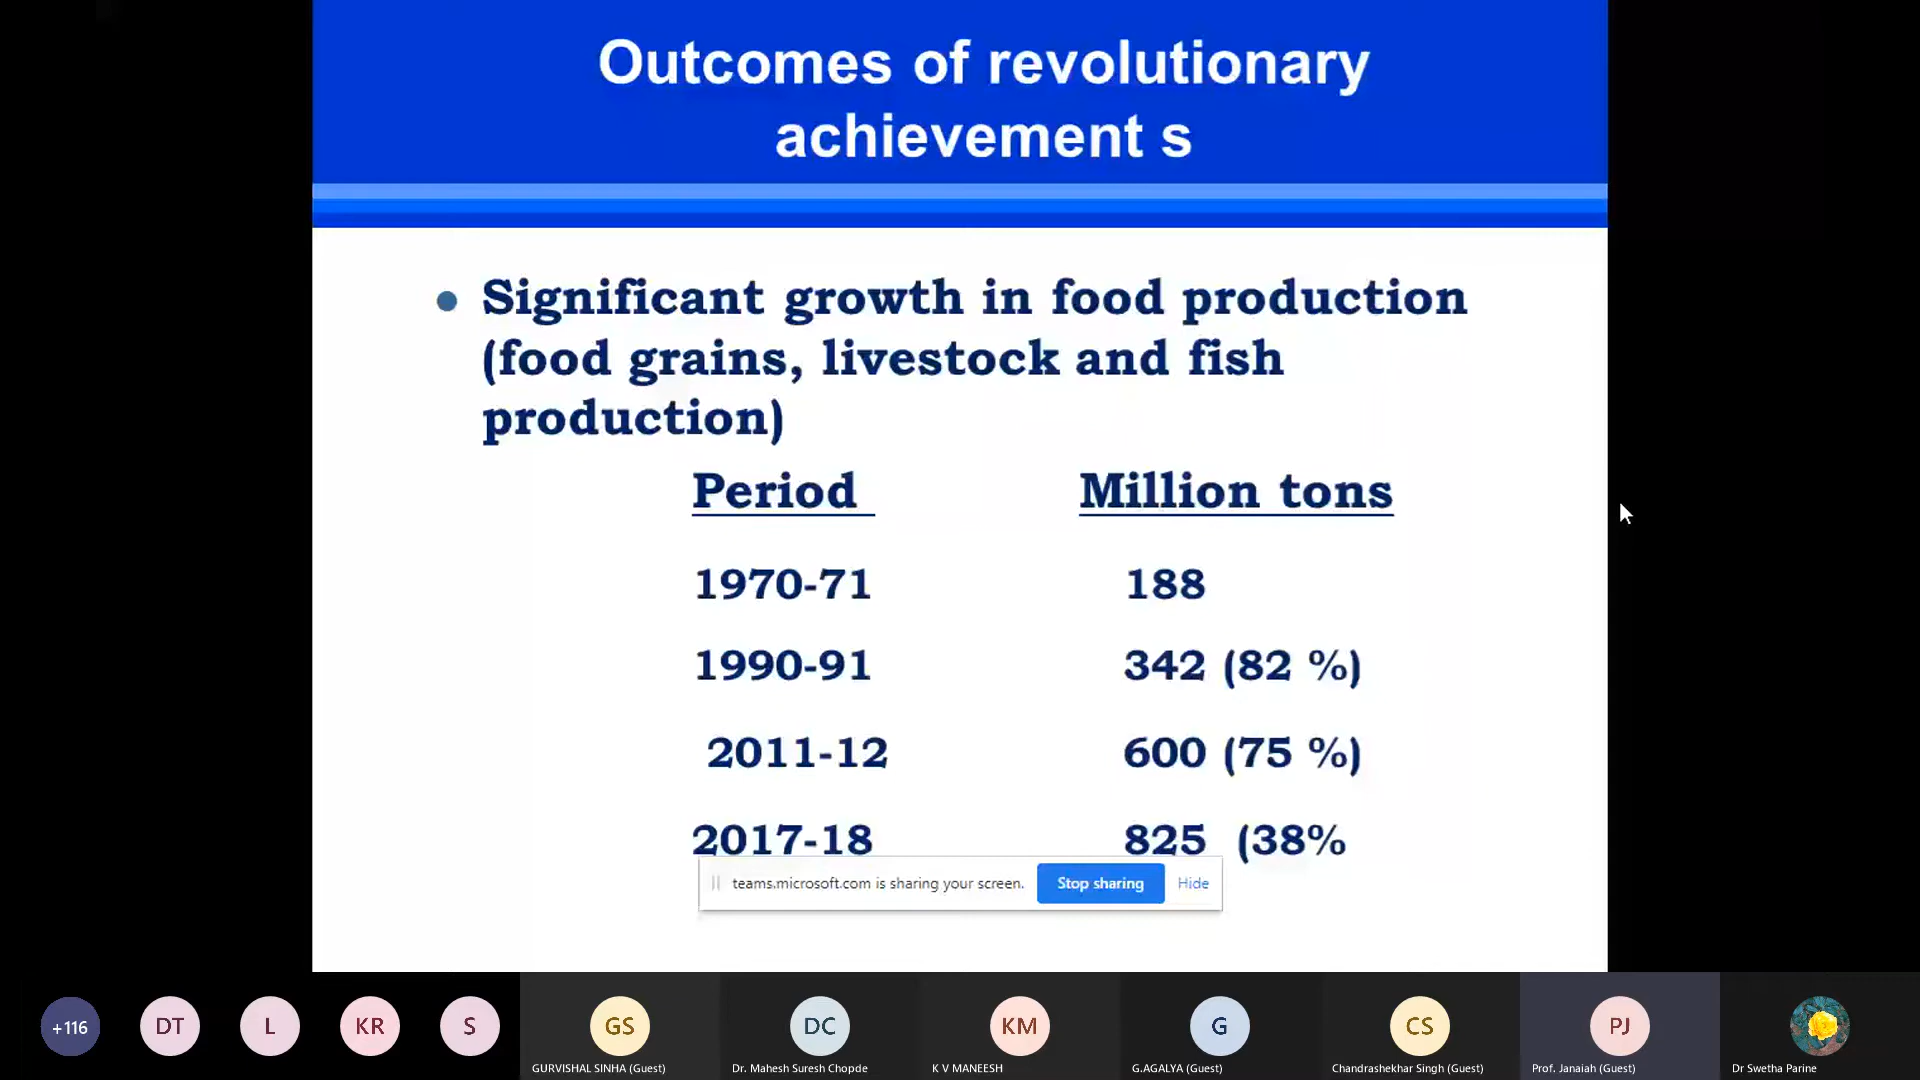 Outcomes of revolutionary
achievement s
• Significant growth in food production
(food grains, livestock and fish
production)
Period Million tons
1970-71 188
1990-91 342 (82 %)
2011-12 600 (75 %)
2017-18 825 (38%
teams.microsoft.com is sharing your screen. Stop sharing Hide
+116 DT L KR S GS DC KM G CS PJ
GURVISHAL SINHA (Guest) Dr. Mahesh Suresh Chopde K V MANEESH G.AGALYA (Guest) Chandrashekhar Singh (Guest) Prof. Janaiah (Guest) Dr Swetha Parine